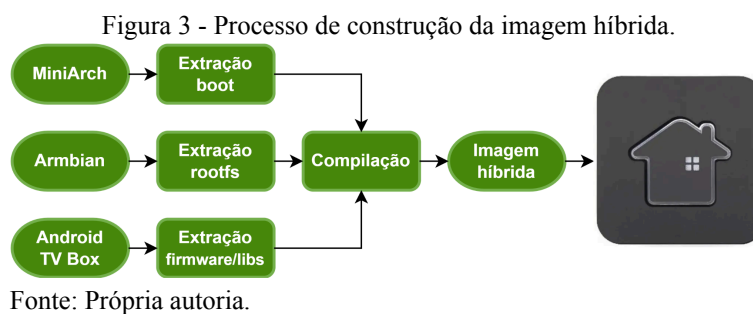 Figura 3 - Processo de construção da imagem híbrida.
MiniArch
Extração
boot
Armbian
Extração
rootfs
Compilação
Imagem
híbrida
Android
TV Box
Extração
firmware/libs
Fonte: Própria autoria.